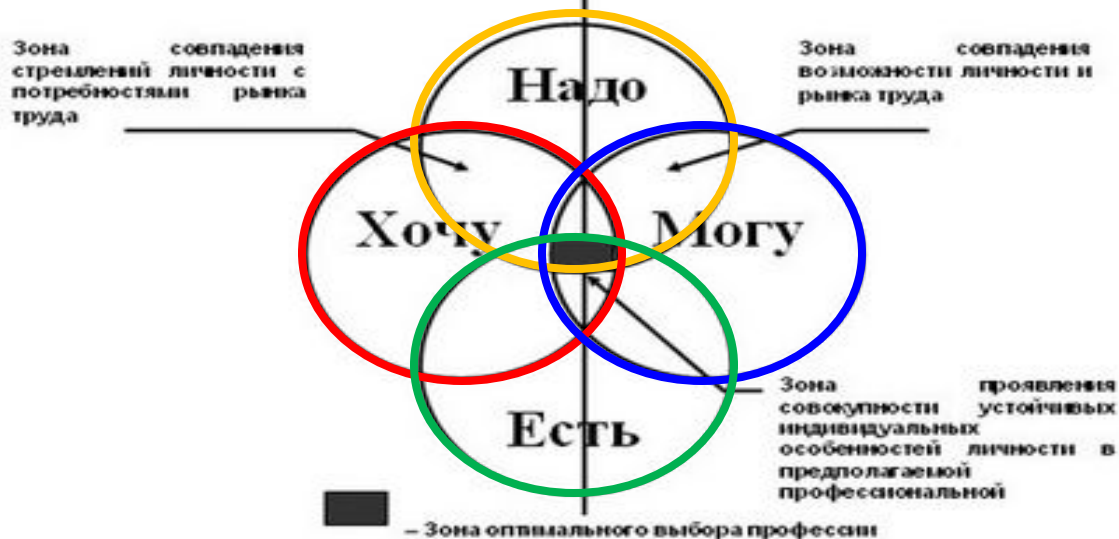 Зона совпадения
стремлений личности с
потребностями рынка
труда
Зона совпадения
возможности личности и
рынка труда
Надо
Хочу
Могу
Есть
Зона проявления
совокупности устойчивых
индивидуальных
особенностей личности в
предполагаемой
профессиональной
– Зона оптимального выбора профессии